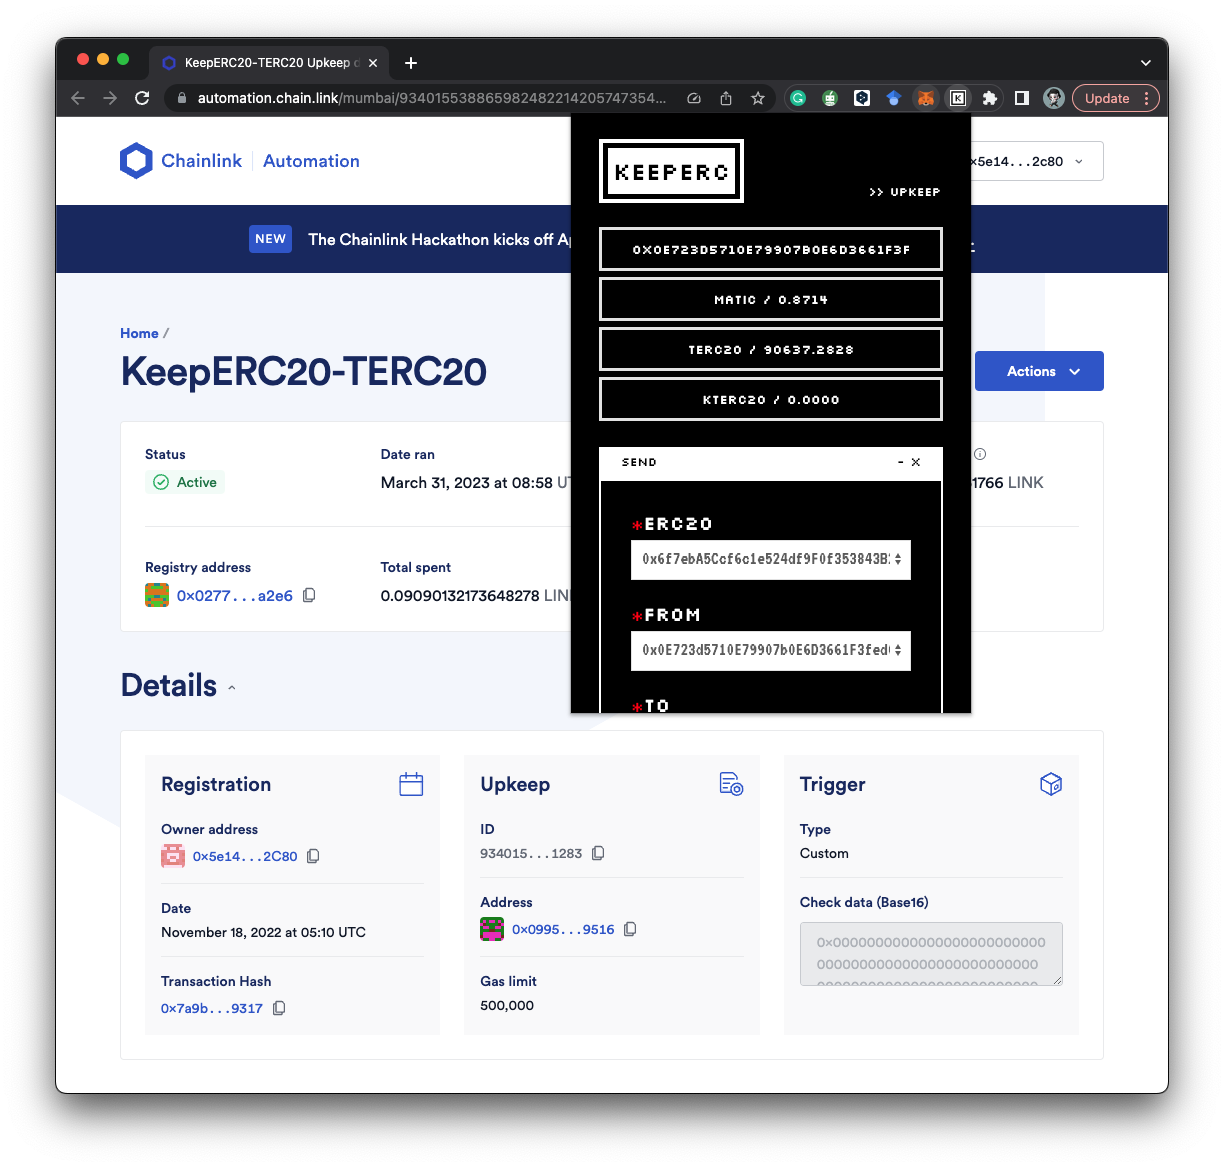 KeepERC20-TERC20 Upkeep
automation.chain.link/mumbai/93401553886598248221420574735４...
Update
Chainlink Automation
KEEPERC
>> UPKEEP
x5e14...2c80
NEW The Chainlink Hackathon kicks off
0X0E723D5710E79907B0E6D3661F3F
MATIC / 0.8714
TERC20 / 90637.2828
KTERC20 / 0.0000
Home /
KeepERC20-TERC20
Actions
SEND - X
Status
Active
Date ran
March 31, 2023 at 08:58
1766 LINK
*ERC20
0x6f7ebA5Ccf6c1e524df9F0f353843B
*FROM
0x0E723d5710E79907b0E6D3661F3fed
*TO
Registry address
0x0277...a2e6
Total spent
0.09090132173648278 LIN
Details
Registration
Owner address
0x5e14...2C80
Date
November 18, 2022 at 05:10 UTC
Transaction Hash
0x7a9b...9317
Upkeep
ID
934015...1283
Address
0x0995...9516
Gas limit
500,000
Trigger
Type
Custom
Check data (Base16)
0x0000000000000000000000000
00000000000000000000000000